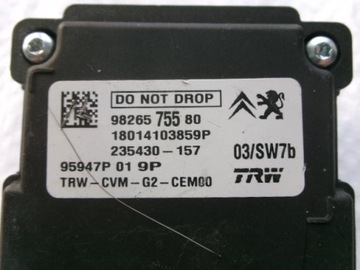 DO NOT DROP
98265 755 80
18014103859P
235430-157 03/SW7b
95947P 01 9P
TRW-CVM-G2-CEM00 TRW